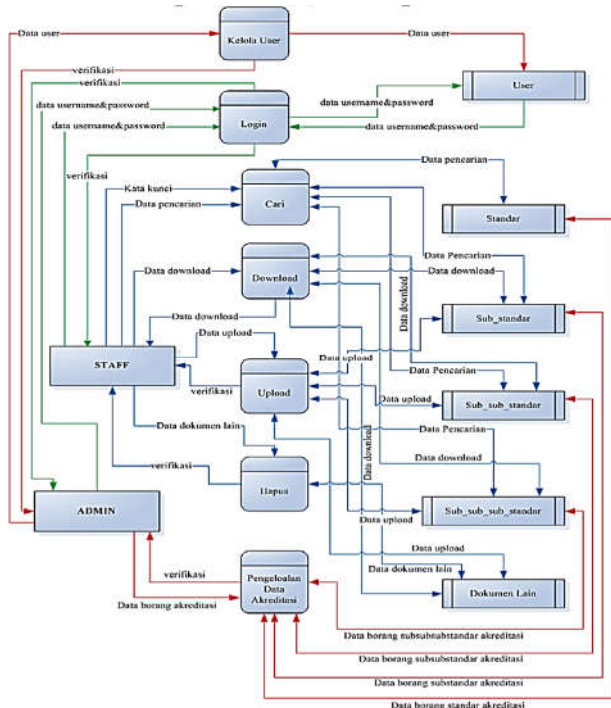 Data user
Kelola User
Data user
verifikasi
verifikasi
User
data username&password
data username&password
Login
data username&password
data username&password
verifikasi
Data pencarian
Kata kunci
Cari
Data pencarian
Standar
Data Pencarian
Data download
Download
Data download
Data download
Sub_standar
Data download
Data upload
Data upload
STAFF
Data Pencarian
verifikasi
Upload
Data upload
Sub_sub_standar
Data dokumen lain
Data Pencarian
Data download
Data download
verifikasi
Hapus
Sub_sub_sub_standar
Data upload
ADMIN
Data upload
Data dokumen lain
verifikasi
Pengeloalan
Data
Akreditasi
Dokumen Lain
Data borang akreditasi
Data borang subsubsubstandar akreditasi
Data borang subsubstandar akreditasi
Data borang substandar akreditasi
Data borang standar akreditasi